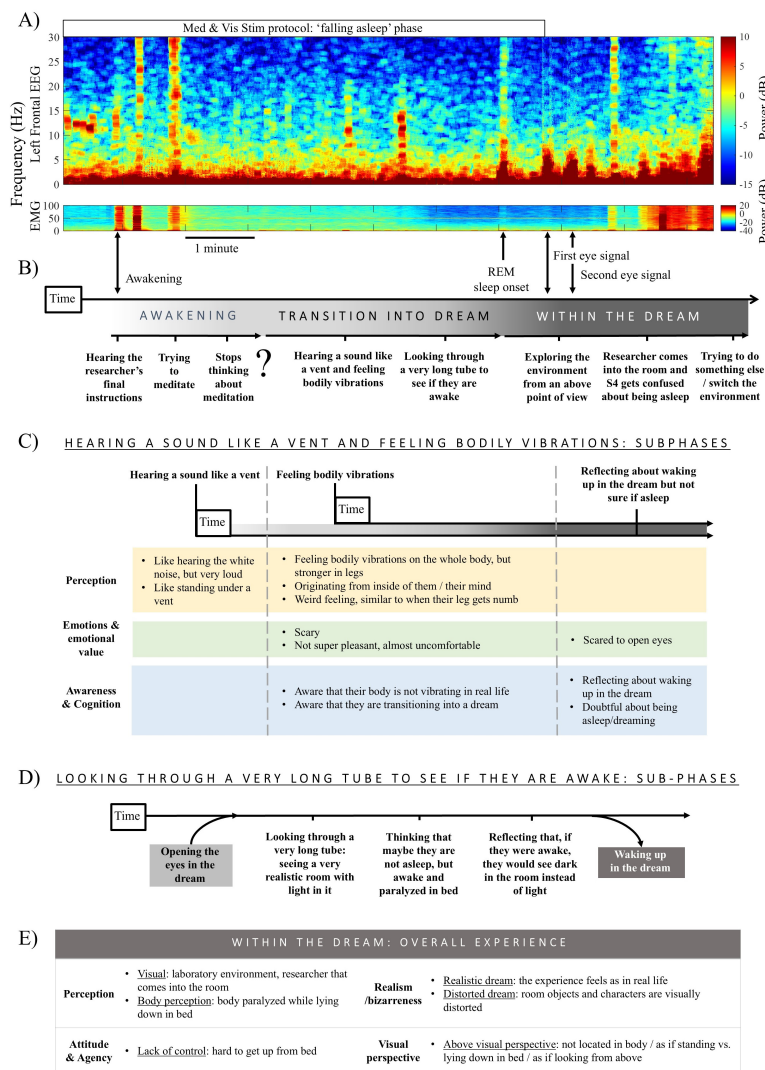 A)
Med & Vis Stim protocol: 'falling asleep' phase
Frequency (Hz)
Left Frontal EEG
30
25
20
15
10
5
0
10
5
0
-5
-10
-15
Power (dB)
EMG
100
50
0
20
0
-20
-40
Power (dB)
1 minute
Awakening
REM
sleep onset
First eye signal
Second eye signal
B)
Time
AWAKENING
TRANSITION INTO DREAM
WITHIN THE DREAM
Hearing the
researcher's
final
instructions
Trying
to
meditate
Stops
thinking
about
meditation
?
Hearing a sound like
a vent and feeling
bodily vibrations
Looking through
a very long tube to
see if they are
awake
Exploring the
environment
from an above
point of view
Researcher comes
into the room and
S4 gets confused
about being asleep
Trying to do
something else
/ switch the
environment
C)
HEARING A SOUND LIKE A VENT AND FEELING BODILY VIBRATIONS: SUBPHASES
Hearing a sound like a vent
Feeling bodily vibrations
Reflecting about waking
up in the dream but not
sure if asleep
Time
Time
Perception
• Like hearing the white
noise, but very loud
• Like standing under a
vent
• Feeling bodily vibrations on the whole body, but
stronger in legs
• Originating from inside of them / their mind
• Weird feeling, similar to when their leg gets numb
Emotions &
emotional
value
• Scary
• Not super pleasant, almost uncomfortable
• Scared to open eyes
Awareness
& Cognition
• Aware that their body is not vibrating in real life
• Aware that they are transitioning into a dream
• Reflecting about waking
up in the dream
• Doubtful about being
asleep/dreaming
D)
LOOKING THROUGH A VERY LONG TUBE TO SEE IF THEY ARE AWAKE: SUB-PHASES
Time
Opening the
eyes in the
dream
Looking through a
very long tube:
seeing a very
realistic room with
light in it
Thinking that
maybe they are
not asleep, but
awake and
paralyzed in bed
Reflecting that, if
they were awake,
they would see dark
in the room instead
of light
Waking up
in the dream
E)
WITHIN THE DREAM: OVERALL EXPERIENCE
Perception
• Visual: laboratory environment, researcher that
comes into the room
• Body perception: body paralyzed while lying
down in bed
Realism
/bizarreness
• Realistic dream: the experience feels as in real life
• Distorted dream: room objects and characters are visually
distorted
Attitude
& Agency
• Lack of control: hard to get up from bed
Visual
perspective
• Above visual perspective: not located in body / as if standing vs.
lying down in bed / as if looking from above